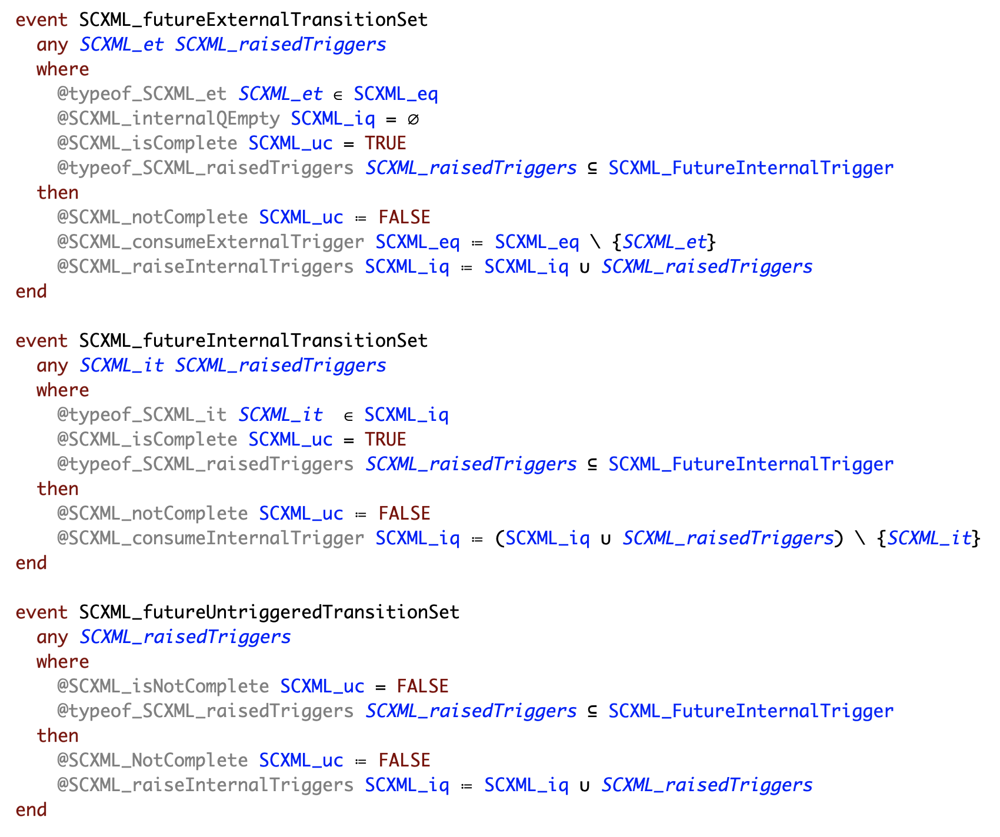 event SCXML_futureExternalTransitionSet
any SCXML_et SCXML_raisedTriggers
where
@typeof_SCXML_et SCXML_et ∈ SCXML_eq
@SCXML_internalQEmpty SCXML_iq = ∅
@SCXML_isComplete SCXML_uc = TRUE
@typeof_SCXML_raisedTriggers SCXML_raisedTriggers ⊆ SCXML_FutureInternalTrigger
then
@SCXML_notComplete SCXML_uc ≔ FALSE
@SCXML_consumeExternalTrigger SCXML_eq ≔ SCXML_eq \ {SCXML_et}
@SCXML_raiseInternalTriggers SCXML_iq ≔ SCXML_iq ∪ SCXML_raisedTriggers
end
event SCXML_futureInternalTransitionSet
any SCXML_it SCXML_raisedTriggers
where
@typeof_SCXML_it SCXML_it ∈ SCXML_iq
@SCXML_isComplete SCXML_uc = TRUE
@typeof_SCXML_raisedTriggers SCXML_raisedTriggers ⊆ SCXML_FutureInternalTrigger
then
@SCXML_notComplete SCXML_uc ≔ FALSE
@SCXML_consumeInternalTrigger SCXML_iq ≔ (SCXML_iq ∪ SCXML_raisedTriggers) \ {SCXML_it}
end
event SCXML_futureUntriggeredTransitionSet
any SCXML_raisedTriggers
where
@SCXML_isNotComplete SCXML_uc = FALSE
@typeof_SCXML_raisedTriggers SCXML_raisedTriggers ⊆ SCXML_FutureInternalTrigger
then
@SCXML_NotComplete SCXML_uc ≔ FALSE
@SCXML_raiseInternalTriggers SCXML_iq ≔ SCXML_iq ∪ SCXML_raisedTriggers
end